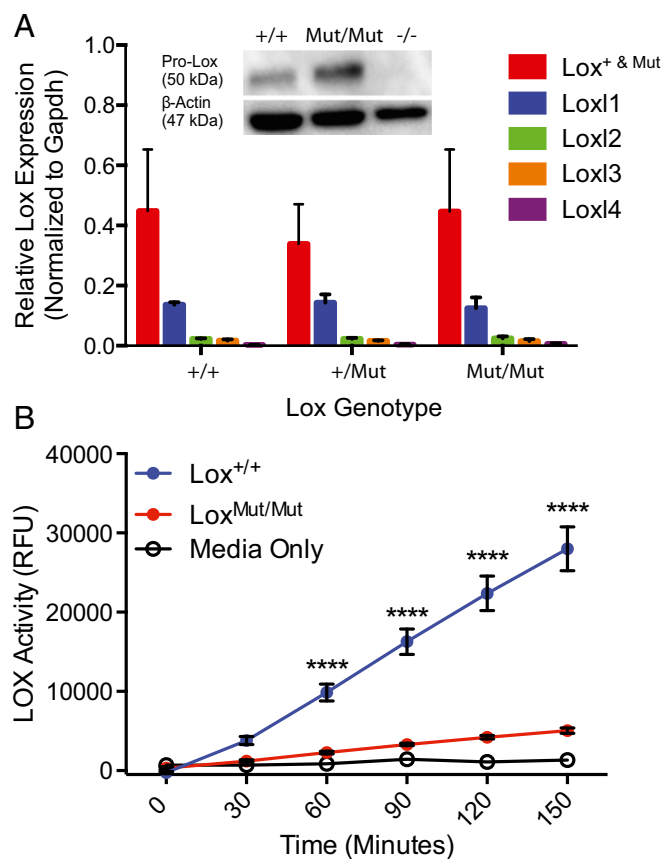 A
+/+ Mut/Mut -/-
Pro-Lox
(50 kDa)
β-Actin
(47 kDa)
Lox+ & Mut
Loxl1
Loxl2
Loxl3
Loxl4
Relative Lox Expression
(Normalized to Gapdh)
1.0
0.8
0.6
0.4
0.2
0.0
+/+ +/Mut Mut/Mut
Lox Genotype
B
Lox+/+
LoxMut/Mut
Media Only
LOX Activity (RFU)
40000
30000
20000
10000
0
**** **** **** ****
0 30 60 90 120 150
Time (Minutes)